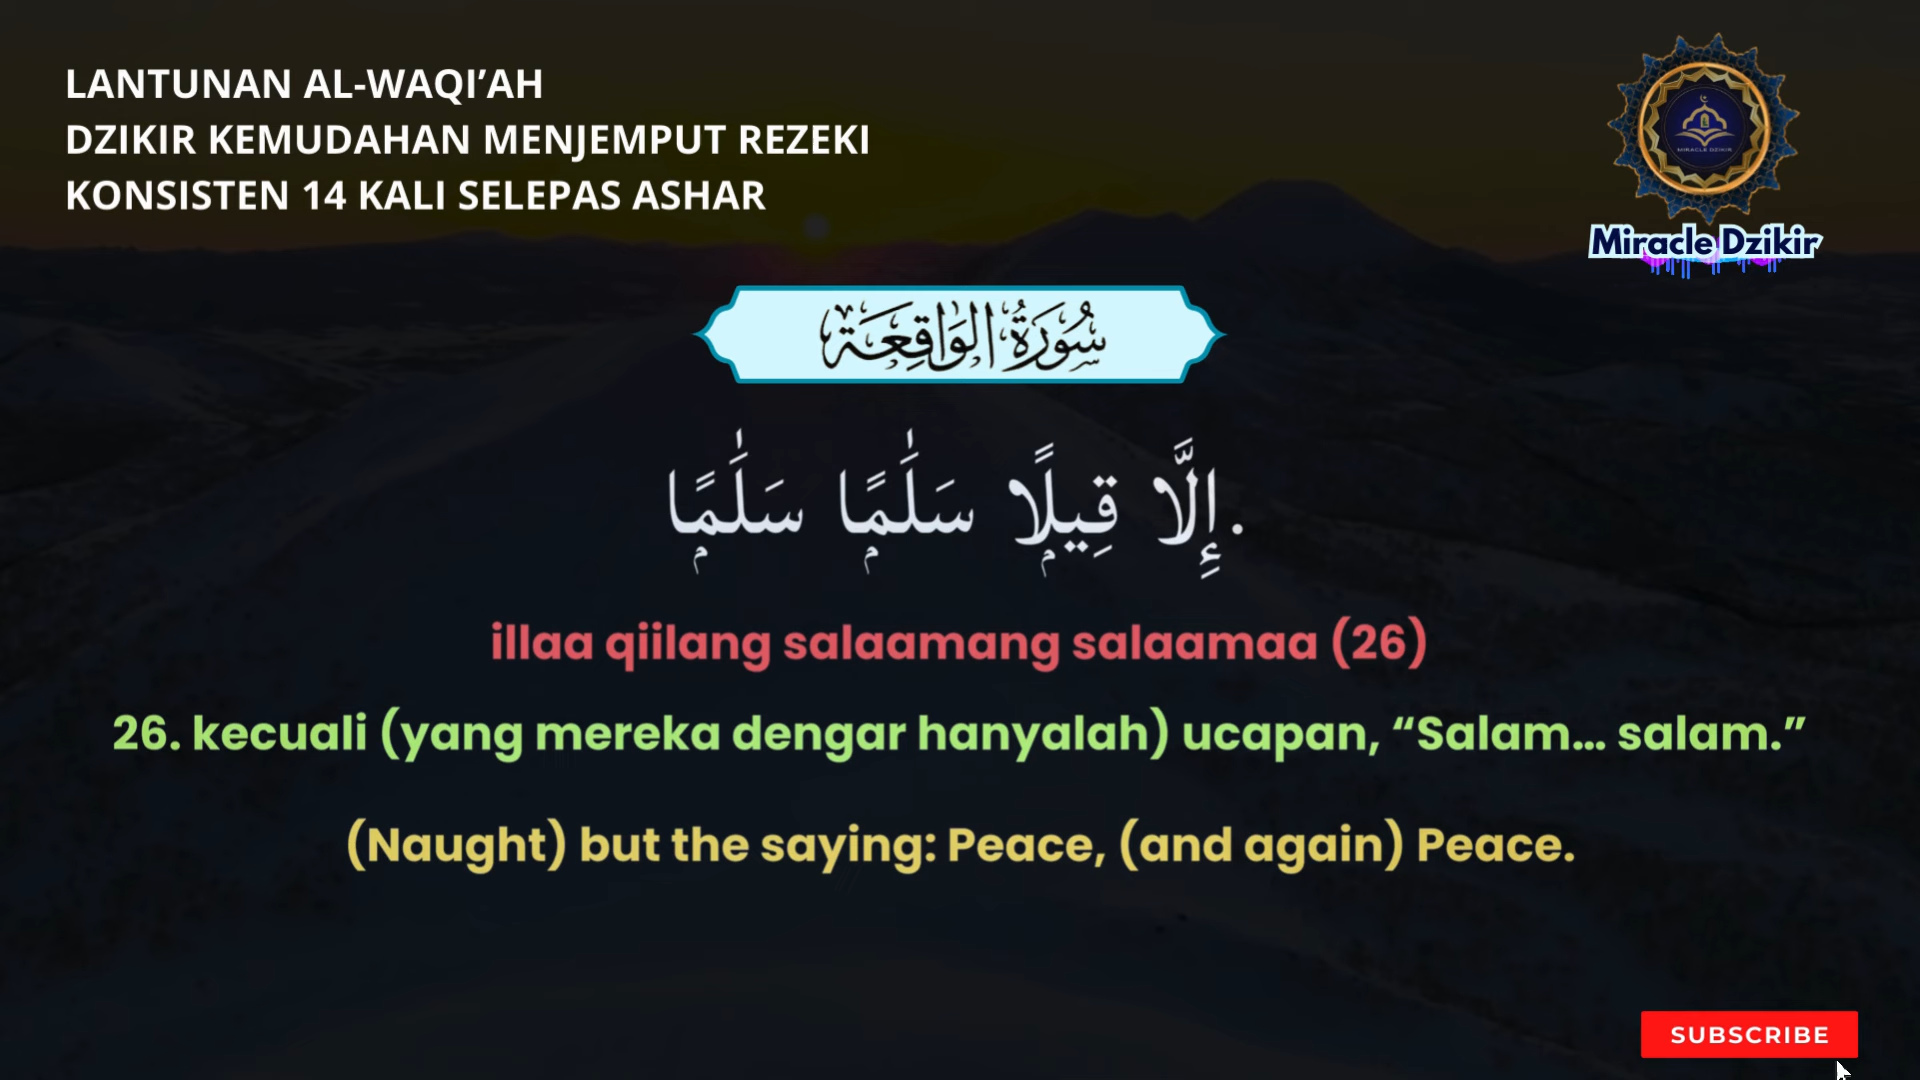 LANTUNAN AL-WAQI’AH
DZIKIR KEMUDAHAN MENJEMPUT REZEKI
KONSISTEN 14 KALI SELEPAS ASHAR
MIRACLE DZIKIR
Miracle Dzikir
سُورَةُ الوَاقِعَة
إِلَّا قِيلًۭا سَلَٰمًۭا سَلَٰمًۭا.
illaa qiilang salaamang salaamaa (26)
26. kecuali (yang mereka dengar hanyalah) ucapan, “Salam... salam.”
(Naught) but the saying: Peace, (and again) Peace.
SUBSCRIBE